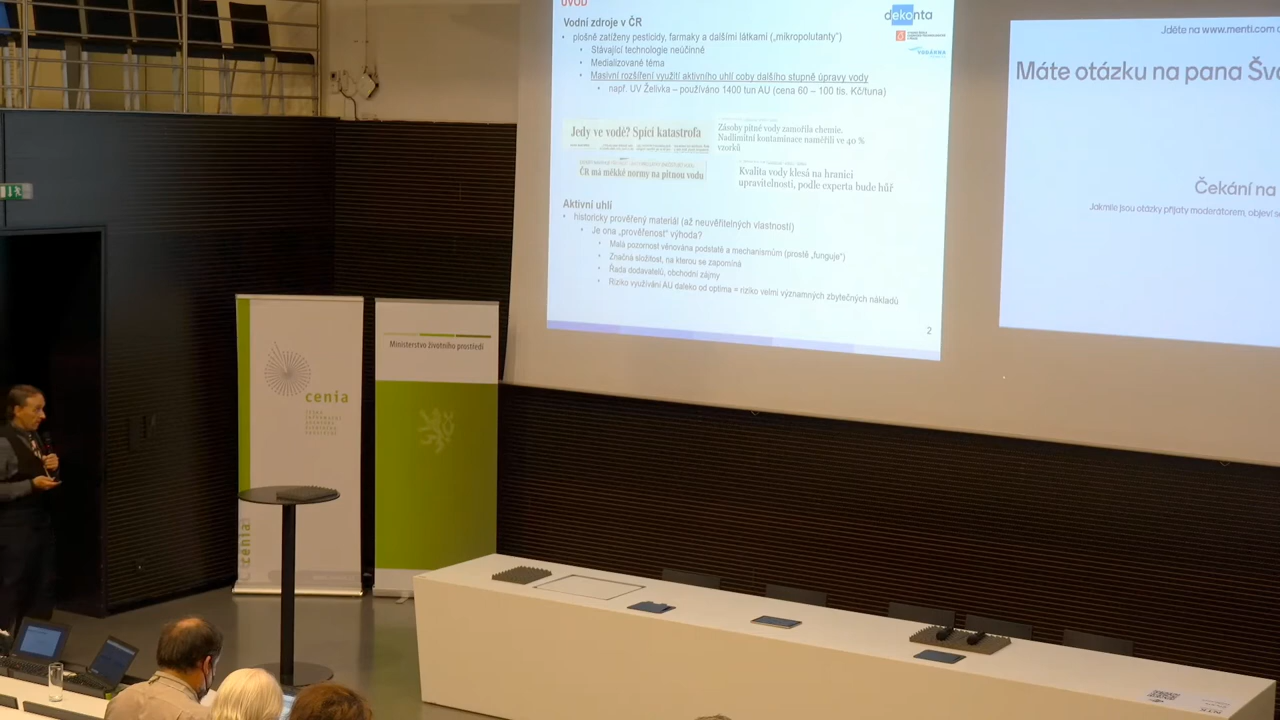 ÚVOD
Vodní zdroje v ČR
dekonta
• plošně zatíženy pesticidy, farmaky a dalšími látkami („mikropolutanty")
• Stávající technologie neúčinné
• Medializované téma
• Masivní rozšíření využití aktivního uhlí coby dalšího stupně úpravy vody
• např. UV Želivka – používáno 1400 tun AU (cena 60 – 100 tis. Kč/tuna)
VODÁRNA
Jedy ve vodě? Spící katastrofa
Zásoby pitné vody zamořila chemie.
Nadlimitní kontaminace naměřili ve 40 %
vzorků
ČR má měkké normy na pitnou vodu
Kvalita vody klesá na hranici
upravitelnosti, podle experta bude hůř
Aktivní uhlí
• historicky prověřený materiál (až neuvěřitelných vlastností)
• Je ona „prověřenost" výhoda?
• Malá pozornost věnována podstatě a mechanismům (prostě „funguje")
• Značná složitost, na kterou se zapomíná
• Řada dodavatelů, obchodní zájmy
• Riziko využívání AU daleko od optima = riziko velmi významných zbytečných nákladů
2
Jděte na www.menti.com
Máte otázku na pana Šva
Čekání na
Jakmile jsou otázky přijaty moderátorem, objeví se
cenia
Ministerstvo životního prostředí
cenia